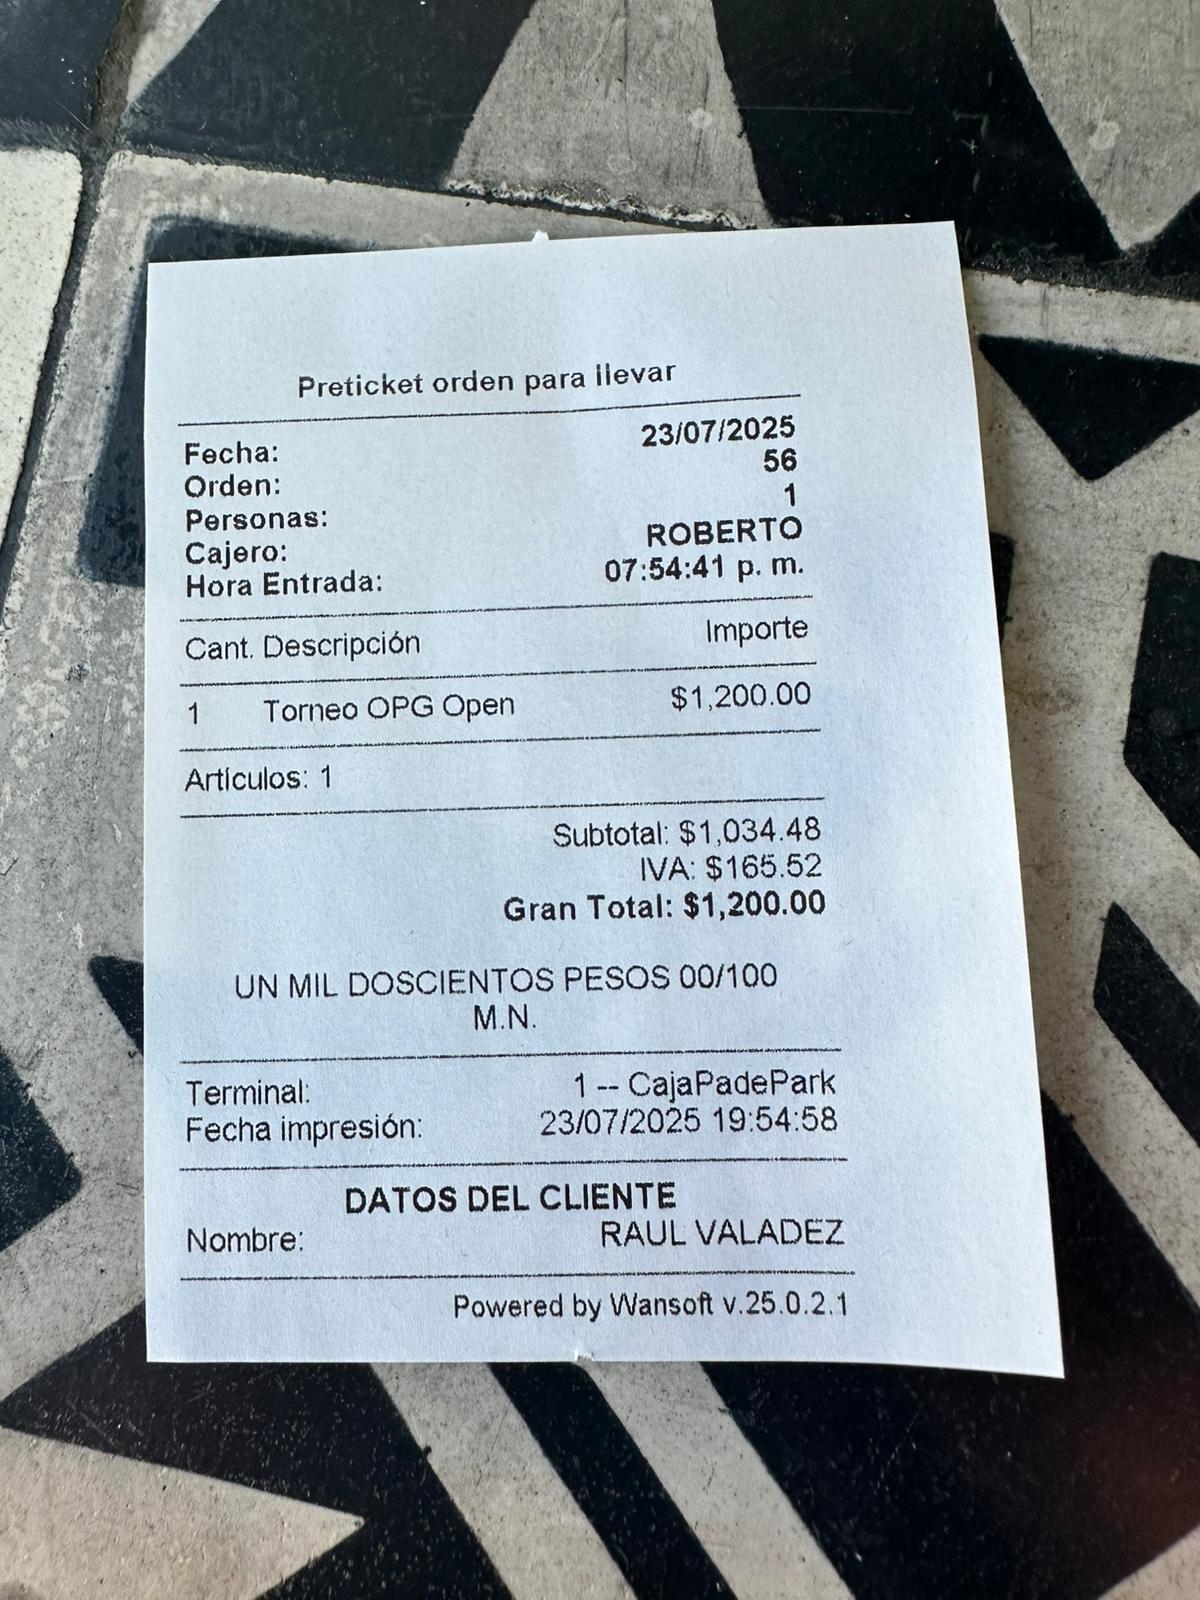 Preticket orden para llevar
Fecha: 23/07/2025
Orden: 56
Personas: 1
Cajero: ROBERTO
Hora Entrada: 07:54:41 p. m.
Cant. Descripción Importe
1 Torneo OPG Open $1,200.00
Artículos: 1
Subtotal: $1,034.48
IVA: $165.52
Gran Total: $1,200.00
UN MIL DOSCIENTOS PESOS 00/100
M.N.
Terminal: 1 -- CajaPadePark
Fecha impresión: 23/07/2025 19:54:58
DATOS DEL CLIENTE
Nombre: RAUL VALADEZ
Powered by Wansoft v.25.0.2.1